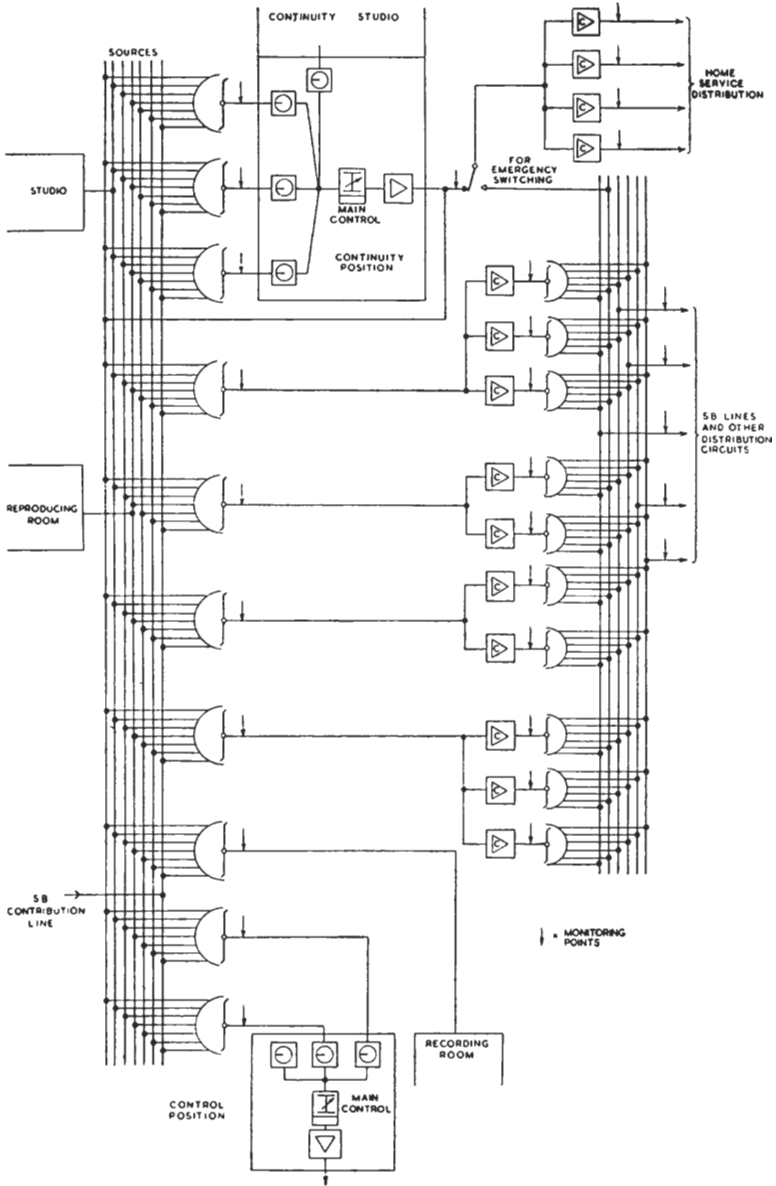 CONTINUITY STUDIO
SOURCES
HOME
SERVICE
DISTRIBUTION
STUDIO
FOR
EMERGENCY
SWITCHING
MAIN
CONTROL
CONTINUITY
POSITION
C
C
C
C
C
C
C
SB LINES
AND OTHER
DISTRIBUTION
CIRCUITS
REPRODUCING
ROOM
C
C
C
C
C
C
C
SB
CONTRIBUTION
LINE
= MONITORING
POINTS
RECORDING
ROOM
CONTROL
POSITION
MAIN
CONTROL